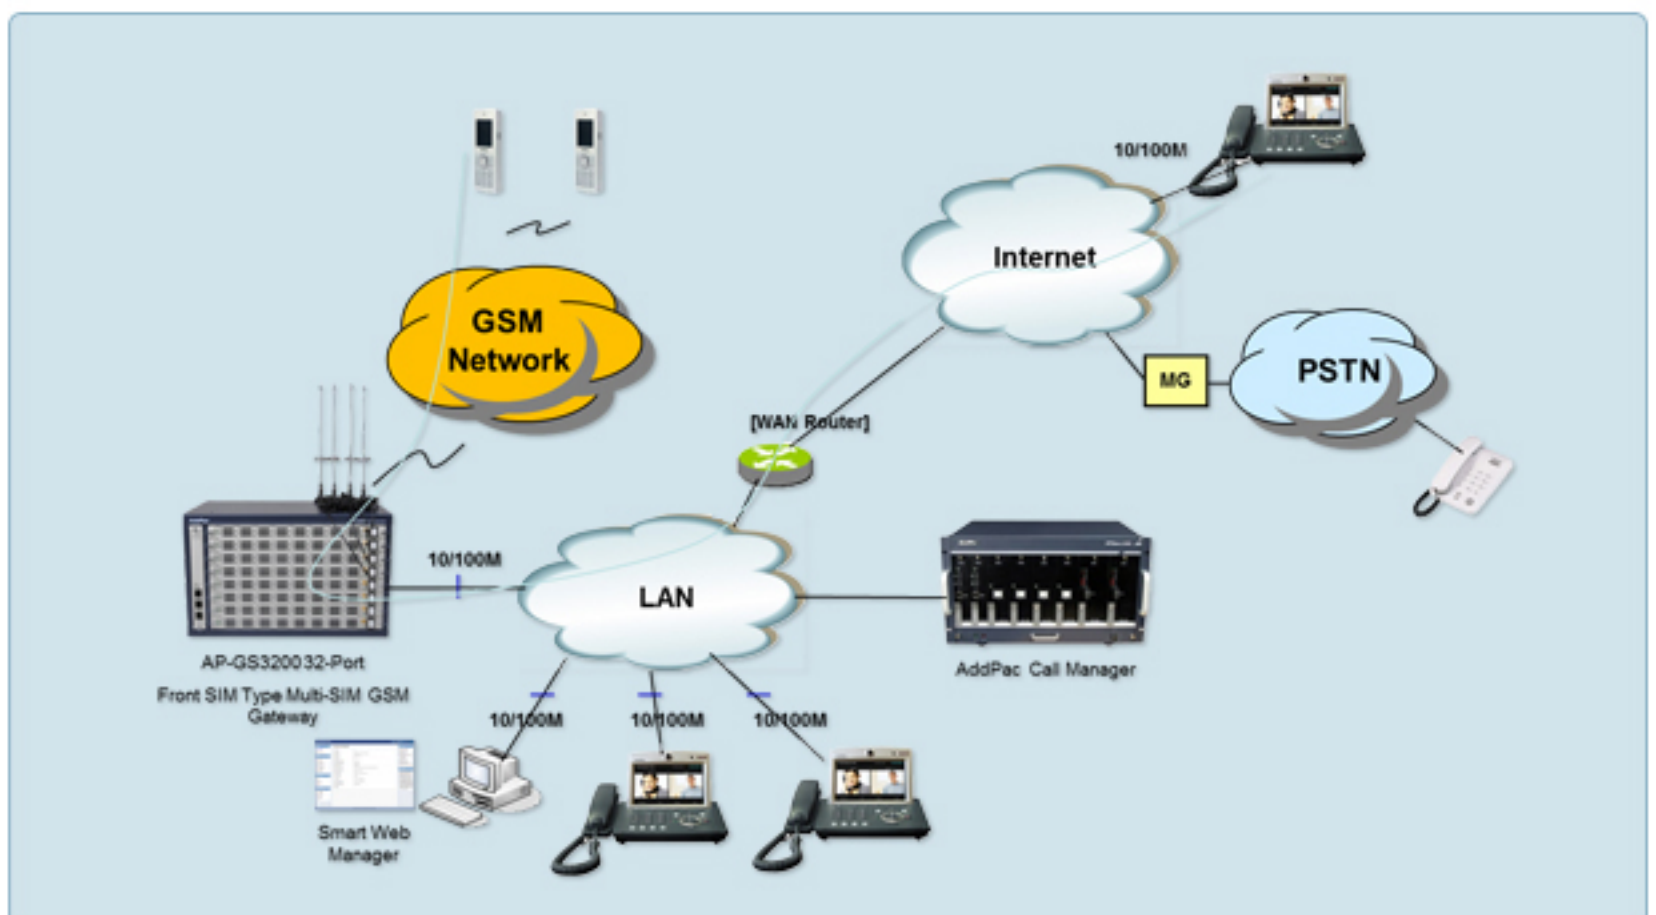 10/100M
Internet
GSM
Network
PSTN
MG
[WAN Router]
10/100M
LAN
AP-GS3200 32-Port
Front SIM Type Multi-SIM GSM
Gateway
AddPac Call Manager
10/100M
10/100M
10/100M
Smart Web
Manager